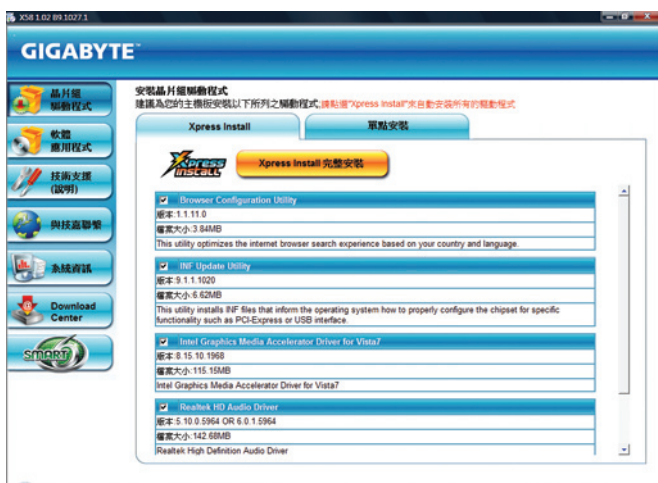 X58 1.02 B9.1027.1
GIGABYTE™
晶片組
驅動程式
軟體
應用程式
技術支援
(說明)
與技嘉聯繫
系統資訊
Download
Center
SMART
安裝晶片組驅動程式
建議為您的主機板安裝以下所列之驅動程式;請點選"Xpress Install"來自動安裝所有的驅動程式
Xpress Install
單點安裝
Xpress
INSTALL
Xpress Install 完整安裝
Browser Configuration Utility
版本:1.1.11.0
檔案大小:3.84MB
This utility optimizes the internet browser search experience based on your country and language.
INF Update Utility
版本:9.1.1.1020
檔案大小:6.62MB
This utility installs INF files that inform the operating system how to properly configure the chipset for specific
functionality such as PCI-Express or USB interface.
Intel Graphics Media Accelerator Driver for Vista7
版本:8.15.10.1968
檔案大小:115.15MB
Intel Graphics Media Accelerator Driver for Vista7
Realtek HD Audio Driver
版本:5.10.0.5964 OR 6.0.1.5964
檔案大小:142.68MB
Realtek High Definition Audio Driver